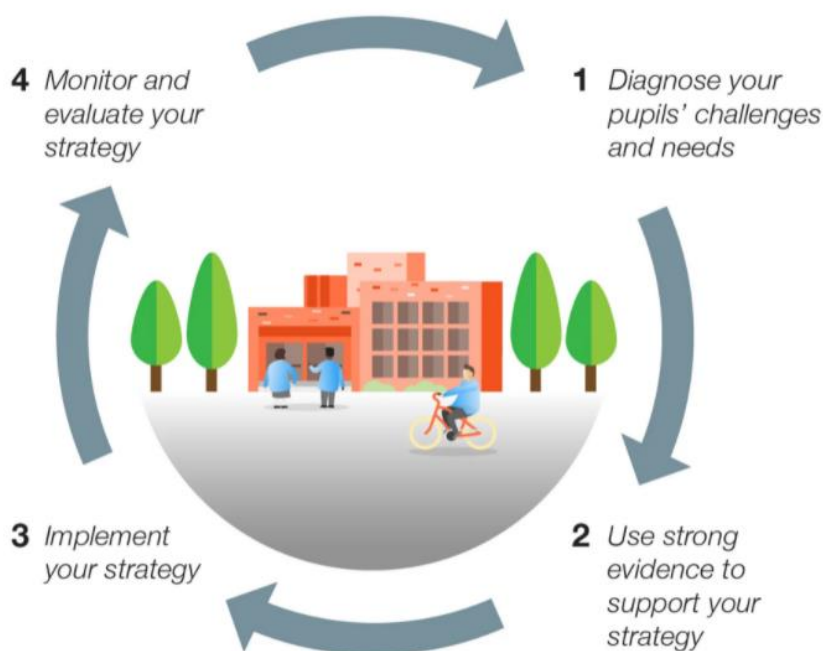 1 Diagnose your
pupils’ challenges
and needs
2 Use strong
evidence to
support your
strategy
3 Implement
your strategy
4 Monitor and
evaluate your
strategy